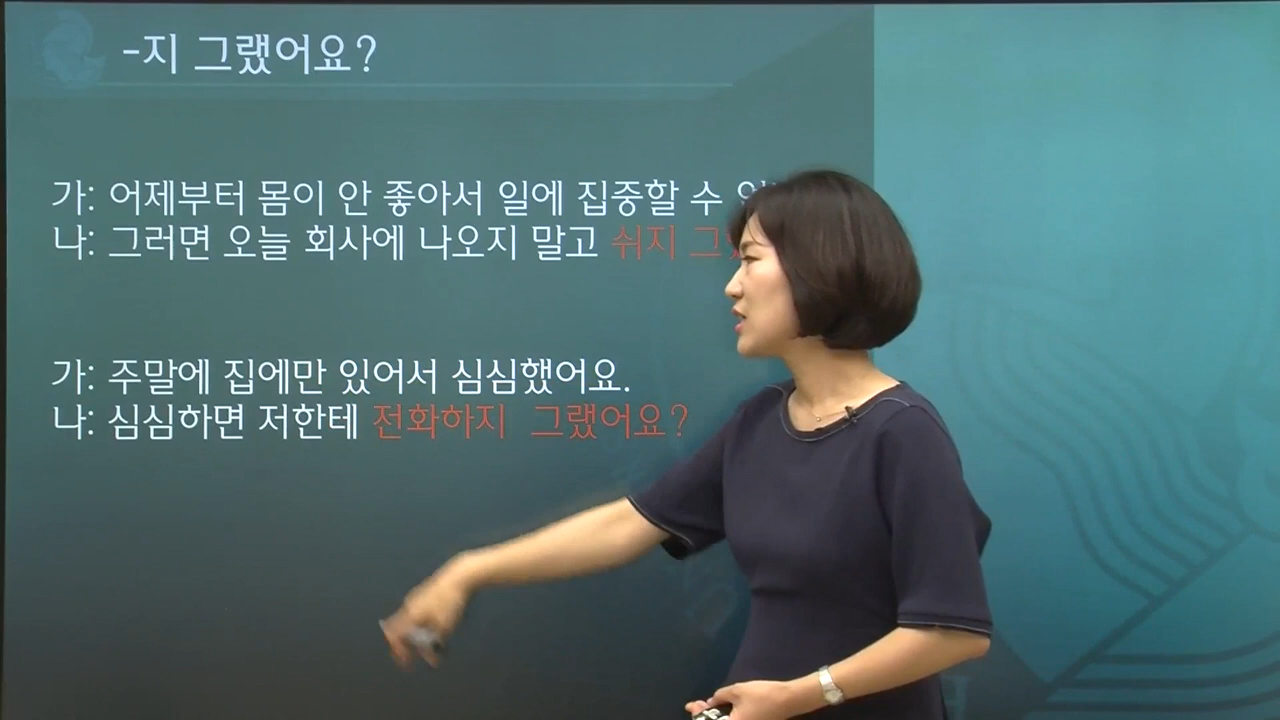 -지 그랬어요?
가: 어제부터 몸이 안 좋아서 일에 집중할 수
나: 그러면 오늘 회사에 나오지 말고 쉬지
가: 주말에 집에만 있어서 심심했어요.
나: 심심하면 저한테 전화하지 그랬어요?